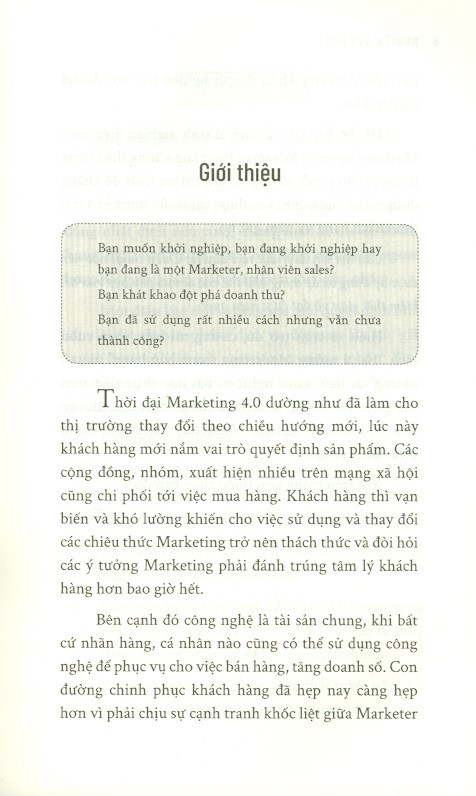 Giới thiệu
Bạn muốn khởi nghiệp, bạn đang khởi nghiệp hay
bạn đang là một Marketer, nhân viên sales?
Bạn khát khao đột phá doanh thu?
Bạn đã sử dụng rất nhiều cách nhưng vẫn chưa
thành công?
Thời đại Marketing 4.0 dường như đã làm cho
thị trường thay đổi theo chiều hướng mới, lúc này
khách hàng mới nắm vai trò quyết định sản phẩm. Các
cộng đồng, nhóm, xuất hiện nhiều trên mạng xã hội
cũng chi phối tới việc mua hàng. Khách hàng thì vạn
biến và khó lường khiến cho việc sử dụng và thay đổi
các chiêu thức Marketing trở nên thách thức và đòi hỏi
các ý tưởng Marketing phải đánh trúng tâm lý khách
hàng hơn bao giờ hết.
Bên cạnh đó công nghệ là tài sản chung, khi bất
cứ nhãn hàng, cá nhân nào cũng có thể sử dụng công
nghệ để phục vụ cho việc bán hàng, tăng doanh số. Con
đường chinh phục khách hàng đã hẹp nay càng hẹp
hơn vì phải chịu sự cạnh tranh khốc liệt giữa Marketer